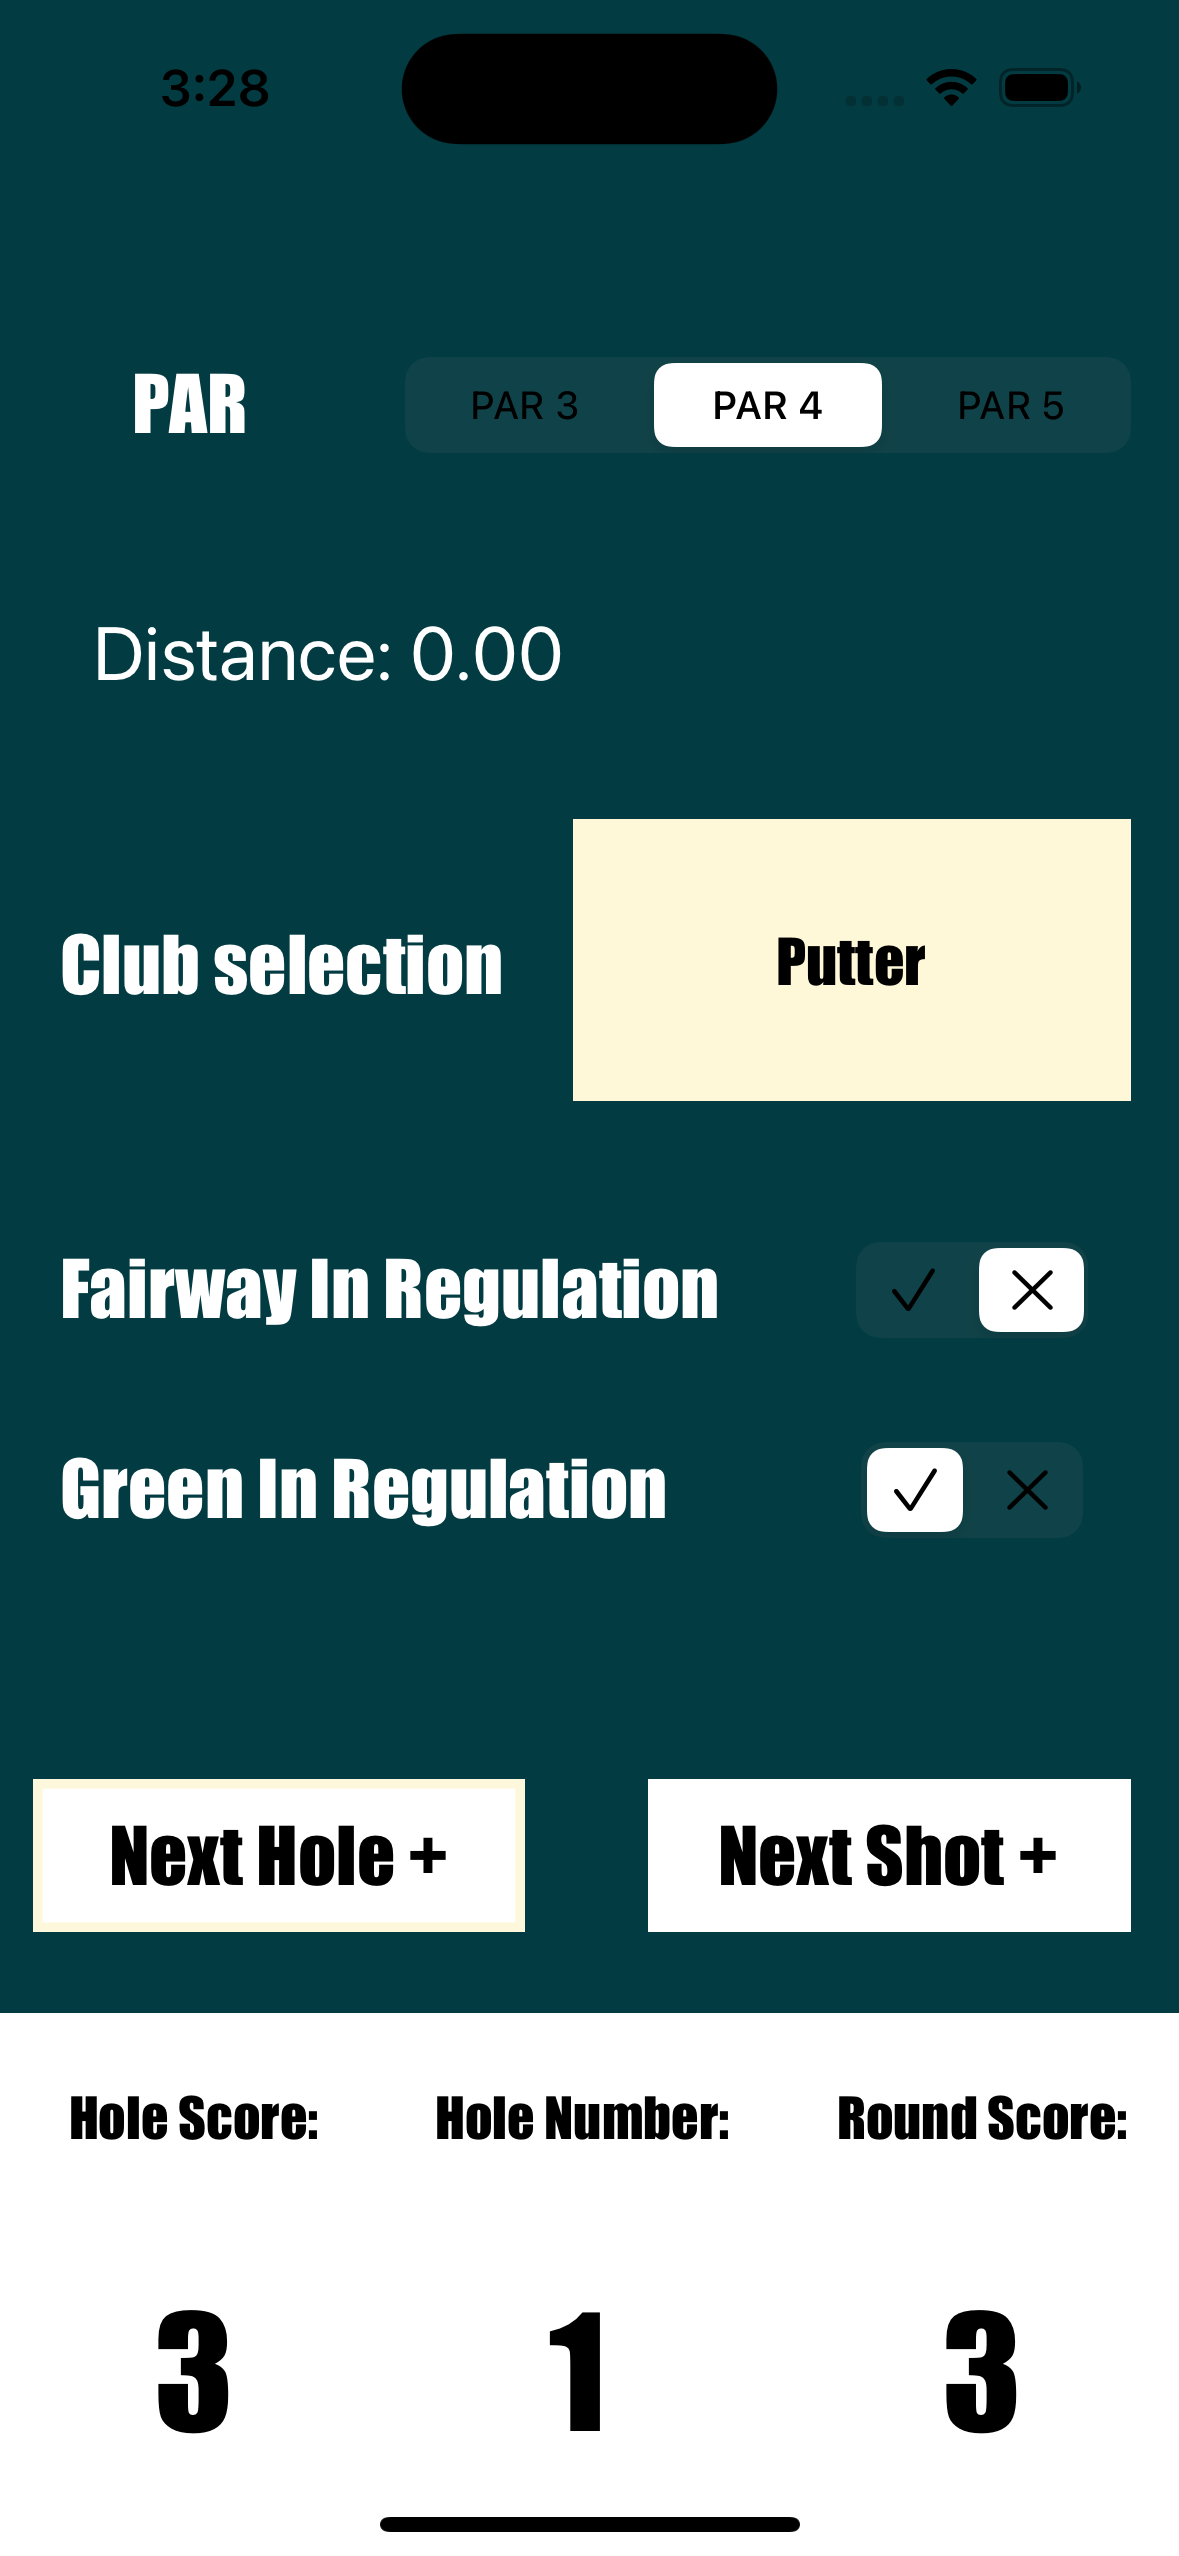 3:28
PAR
PAR 3 PAR 4 PAR 5
Distance: 0.00
Club selection
Putter
Fairway In Regulation
Green In Regulation
Next Hole + Next Shot +
Hole Score: Hole Number: Round Score:
3 1 3